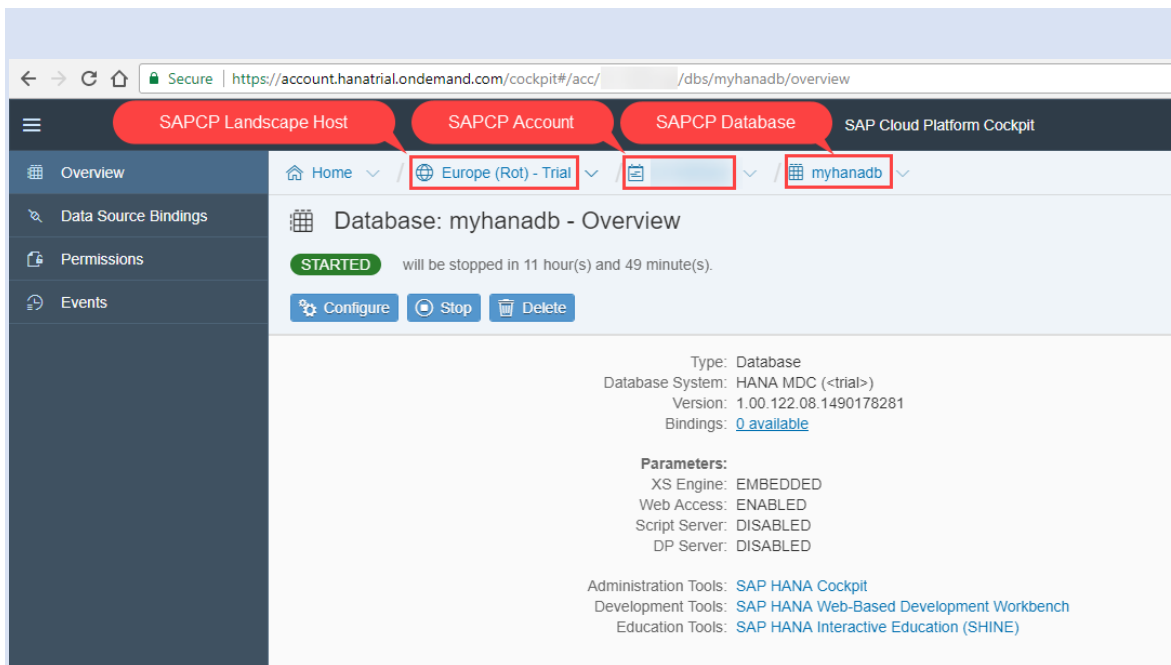 Secure | https://account.hanatrial.ondemand.com/cockpit#/acc/ /dbs/myhanadb/overview
SAPCP Landscape Host SAPCP Account SAPCP Database SAP Cloud Platform Cockpit
Overview
Data Source Bindings
Permissions
Events
Home / Europe (Rot) - Trial / / myhanadb
Database: myhanadb - Overview
STARTED will be stopped in 11 hour(s) and 49 minute(s).
Configure Stop Delete
Type: Database
Database System: HANA MDC (<trial>)
Version: 1.00.122.08.1490178281
Bindings: 0 available
Parameters:
XS Engine: EMBEDDED
Web Access: ENABLED
Script Server: DISABLED
DP Server: DISABLED
Administration Tools: SAP HANA Cockpit
Development Tools: SAP HANA Web-Based Development Workbench
Education Tools: SAP HANA Interactive Education (SHINE)